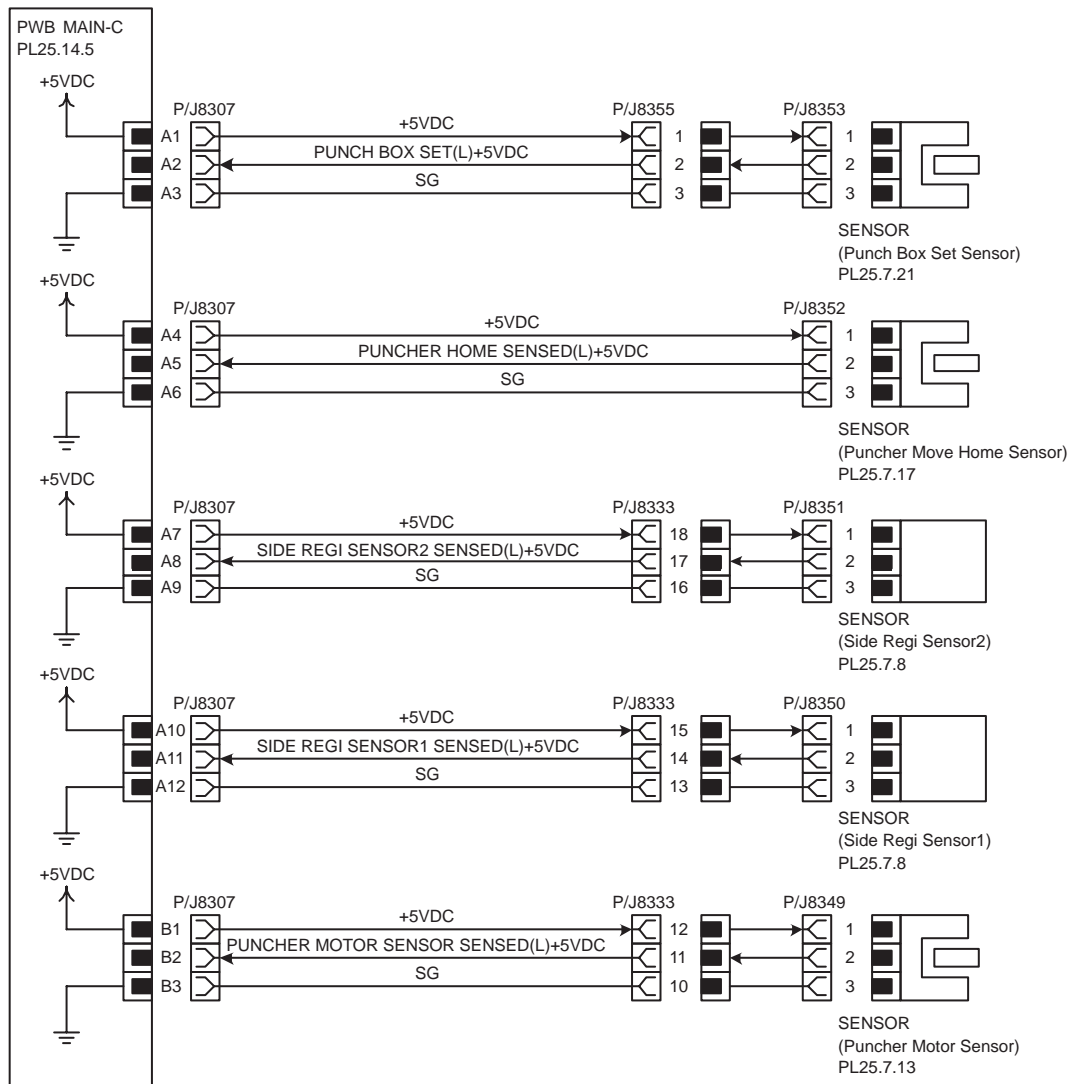 PWB MAIN-C
PL25.14.5
+5VDC
P/J8307 P/J8355 P/J8353
A1 +5VDC 1 1
A2 PUNCH BOX SET(L)+5VDC 2 2
A3 SG 3 3
SENSOR
(Punch Box Set Sensor)
PL25.7.21
+5VDC
P/J8307 P/J8352
A4 +5VDC 1
A5 PUNCHER HOME SENSED(L)+5VDC 2
A6 SG 3
SENSOR
(Puncher Move Home Sensor)
PL25.7.17
+5VDC
P/J8307 P/J8333 P/J8351
A7 +5VDC 18 1
A8 SIDE REGI SENSOR2 SENSED(L)+5VDC 17 2
A9 SG 16 3
SENSOR
(Side Regi Sensor2)
PL25.7.8
+5VDC
P/J8307 P/J8333 P/J8350
A10 +5VDC 15 1
A11 SIDE REGI SENSOR1 SENSED(L)+5VDC 14 2
A12 SG 13 3
SENSOR
(Side Regi Sensor1)
PL25.7.8
+5VDC
P/J8307 P/J8333 P/J8349
B1 +5VDC 12 1
B2 PUNCHER MOTOR SENSOR SENSED(L)+5VDC 11 2
B3 SG 10 3
SENSOR
(Puncher Motor Sensor)
PL25.7.13